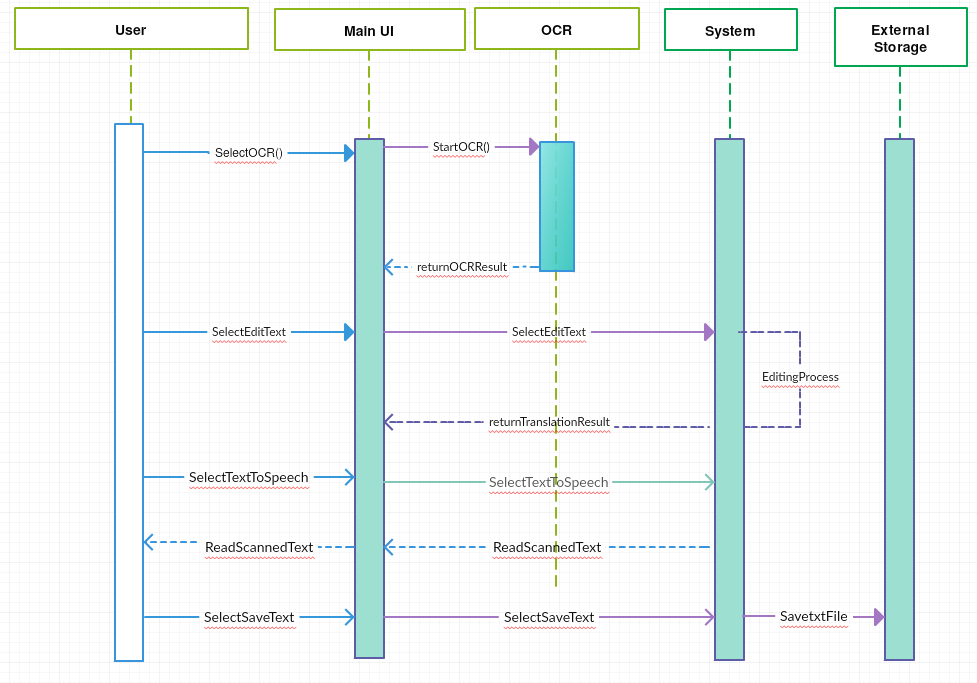 User
Main UI
OCR
System
External
Storage
SelectOCR()
StartOCR()
returnOCRResult
SelectEditText
SelectEditText
EditingProcess
returnTranslationResult
SelectTextToSpeech
SelectTextToSpeech
ReadScannedText
ReadScannedText
SelectSaveText
SelectSaveText
SavetxtFile